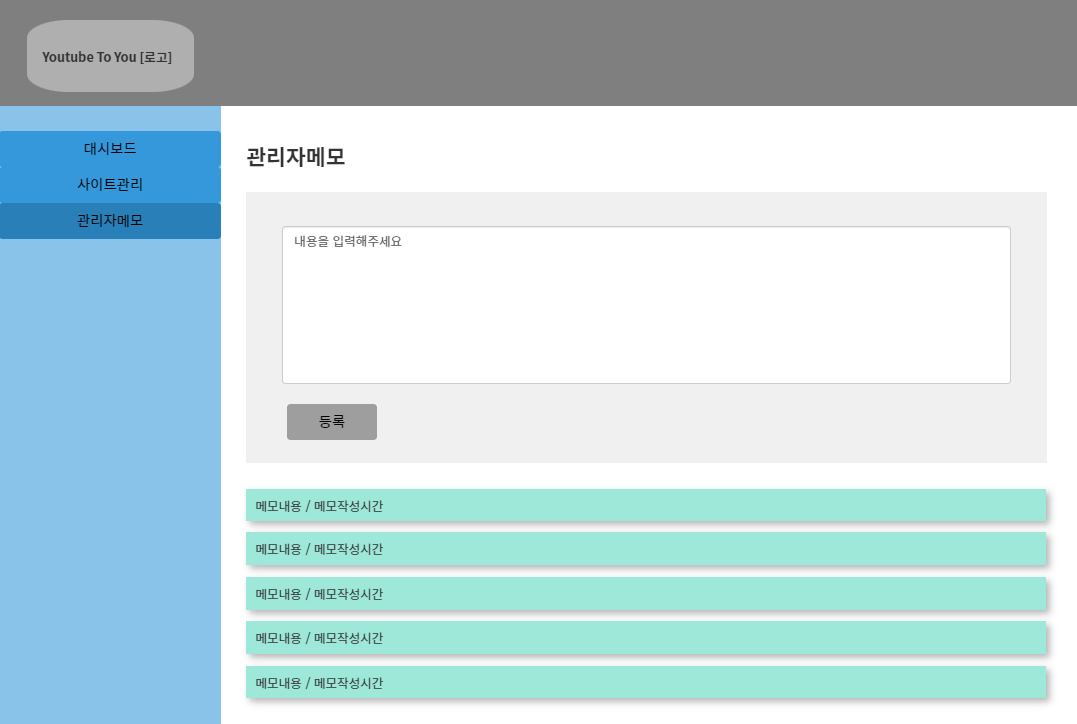 Youtube To You [로고]
대시보드
사이트관리
관리자메모
관리자메모
내용을 입력해주세요
등록
메모내용 / 메모작성시간
메모내용 / 메모작성시간
메모내용 / 메모작성시간
메모내용 / 메모작성시간
메모내용 / 메모작성시간